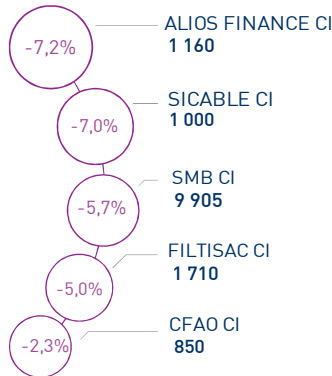 -7,2%
ALIOS FINANCE CI
1 160
-7,0%
SICABLE CI
1 000
-5,7%
SMB CI
9 905
-5,0%
FILTISAC CI
1 710
-2,3%
CFAO CI
850